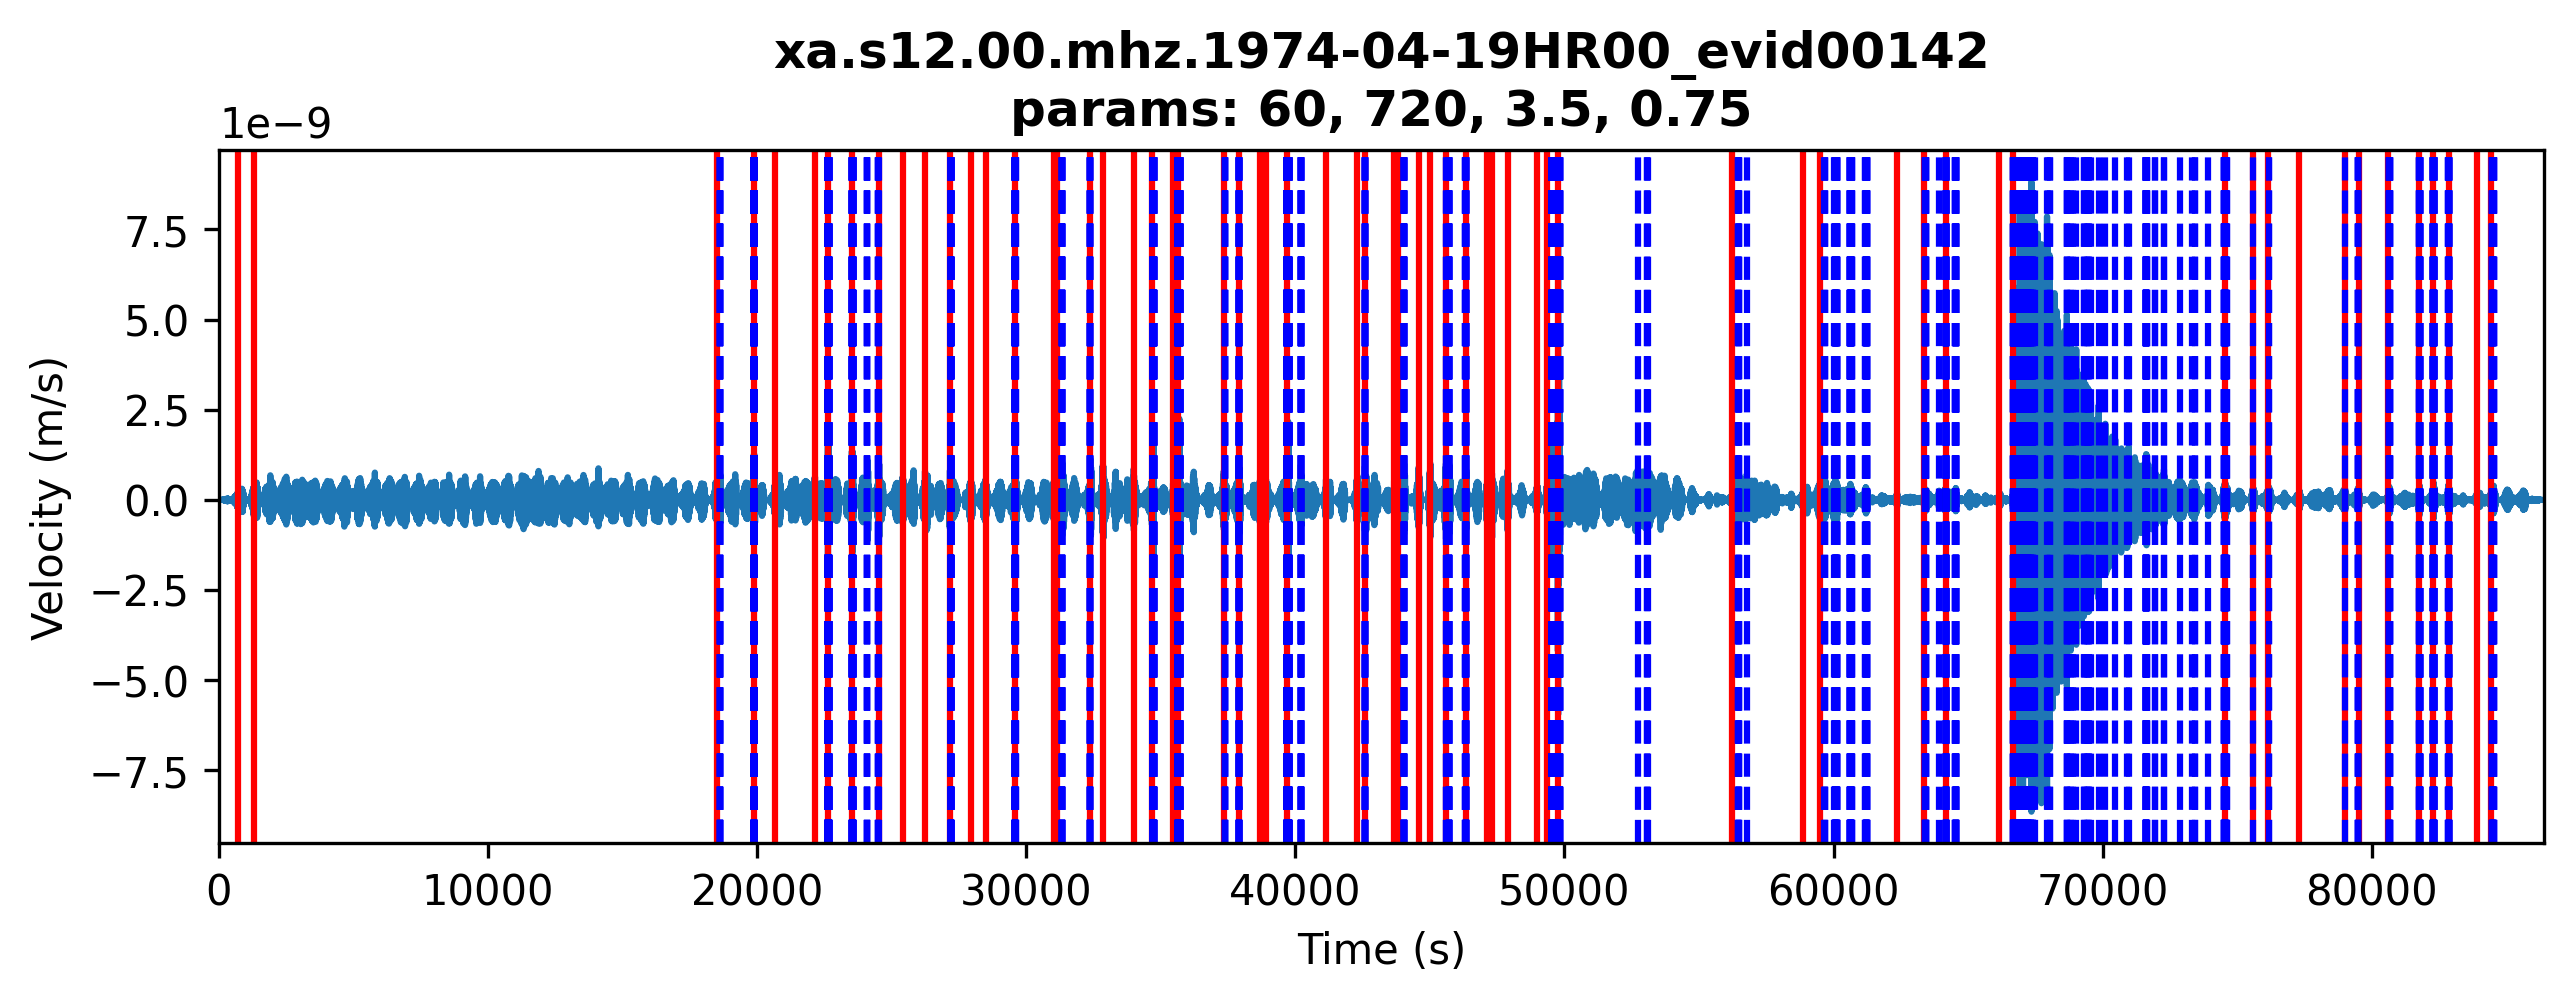 xa.s12.00.mhz.1974-04-19HR00_evid00142
params: 60, 720, 3.5, 0.75
1e−9
7.5
5.0
2.5
0.0
−2.5
−5.0
−7.5
Velocity (m/s)
0 10000 20000 30000 40000 50000 60000 70000 80000
Time (s)